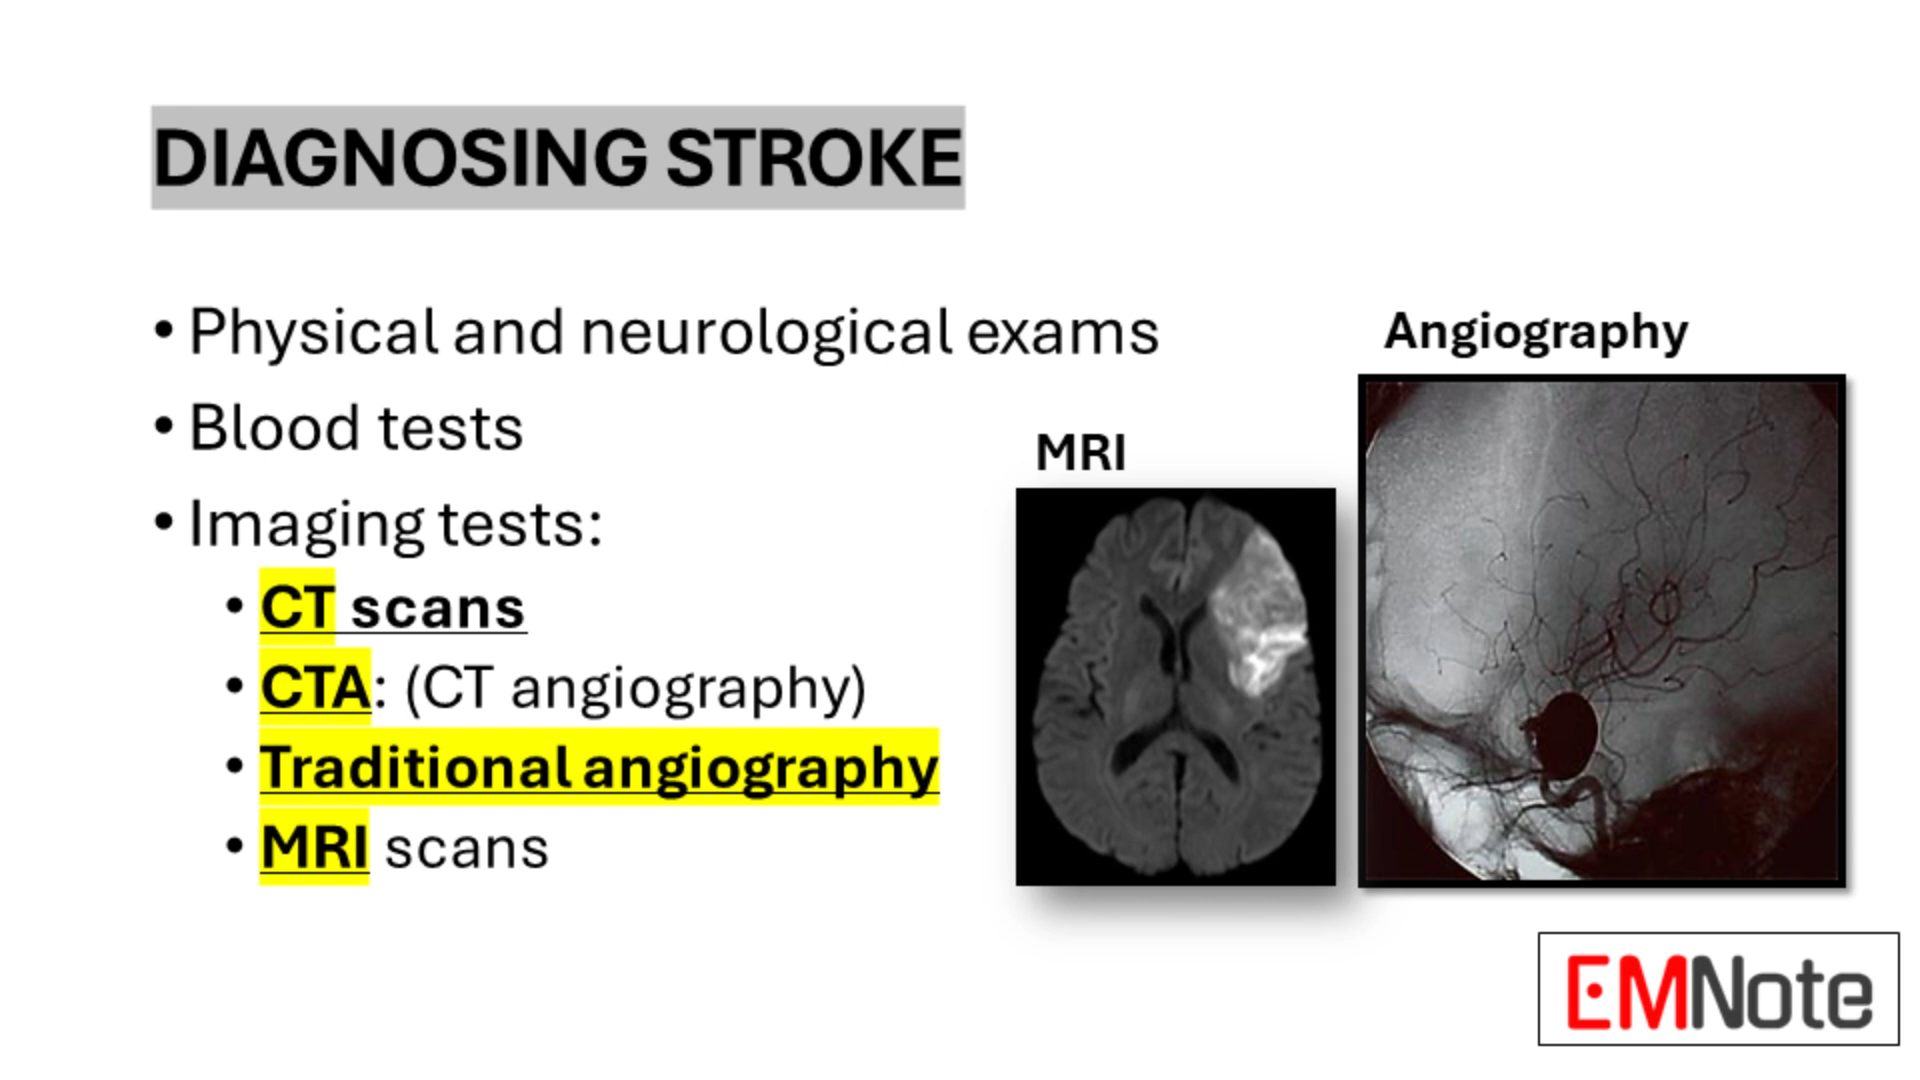 DIAGNOSING STROKE
• Physical and neurological exams
• Blood tests
• Imaging tests:
• CT scans
• CTA: (CT angiography)
• Traditional angiography
• MRI scans
MRI
Angiography
EMNote